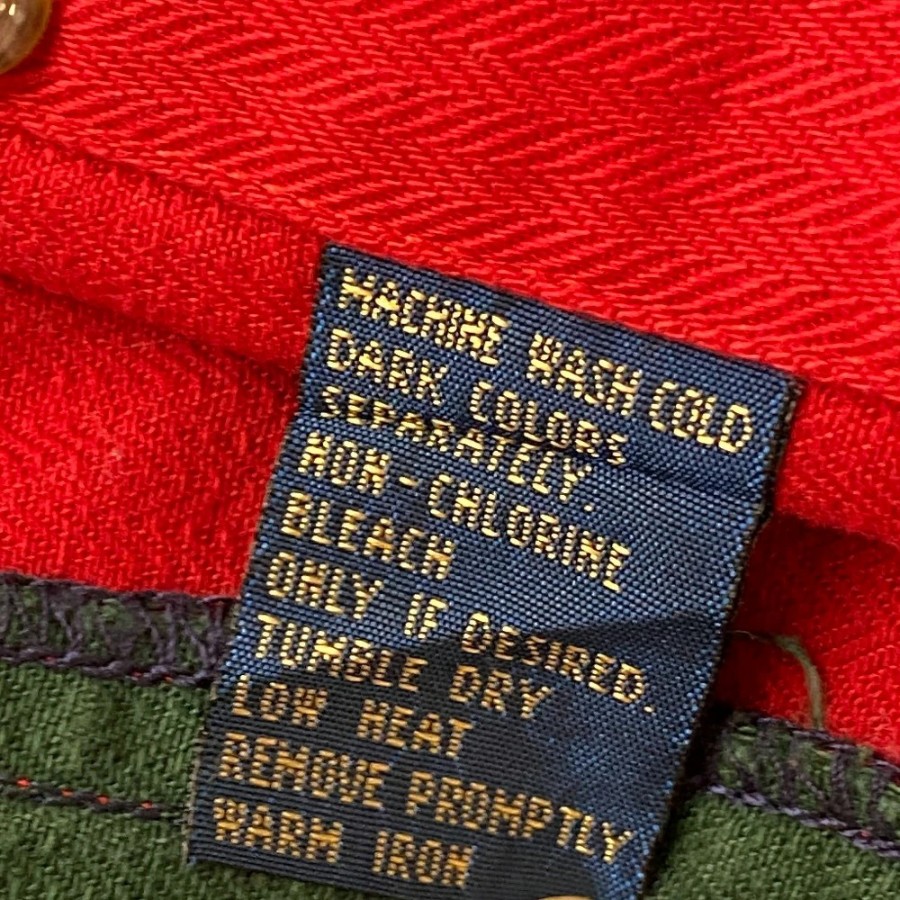 MACHINE WASH COLD
DARK COLORS
SEPARATELY.
NON-CHLORINE
BLEACH
ONLY IF DESIRED.
TUMBLE DRY
LOW HEAT
REMOVE PROMPTLY
WARM IRON